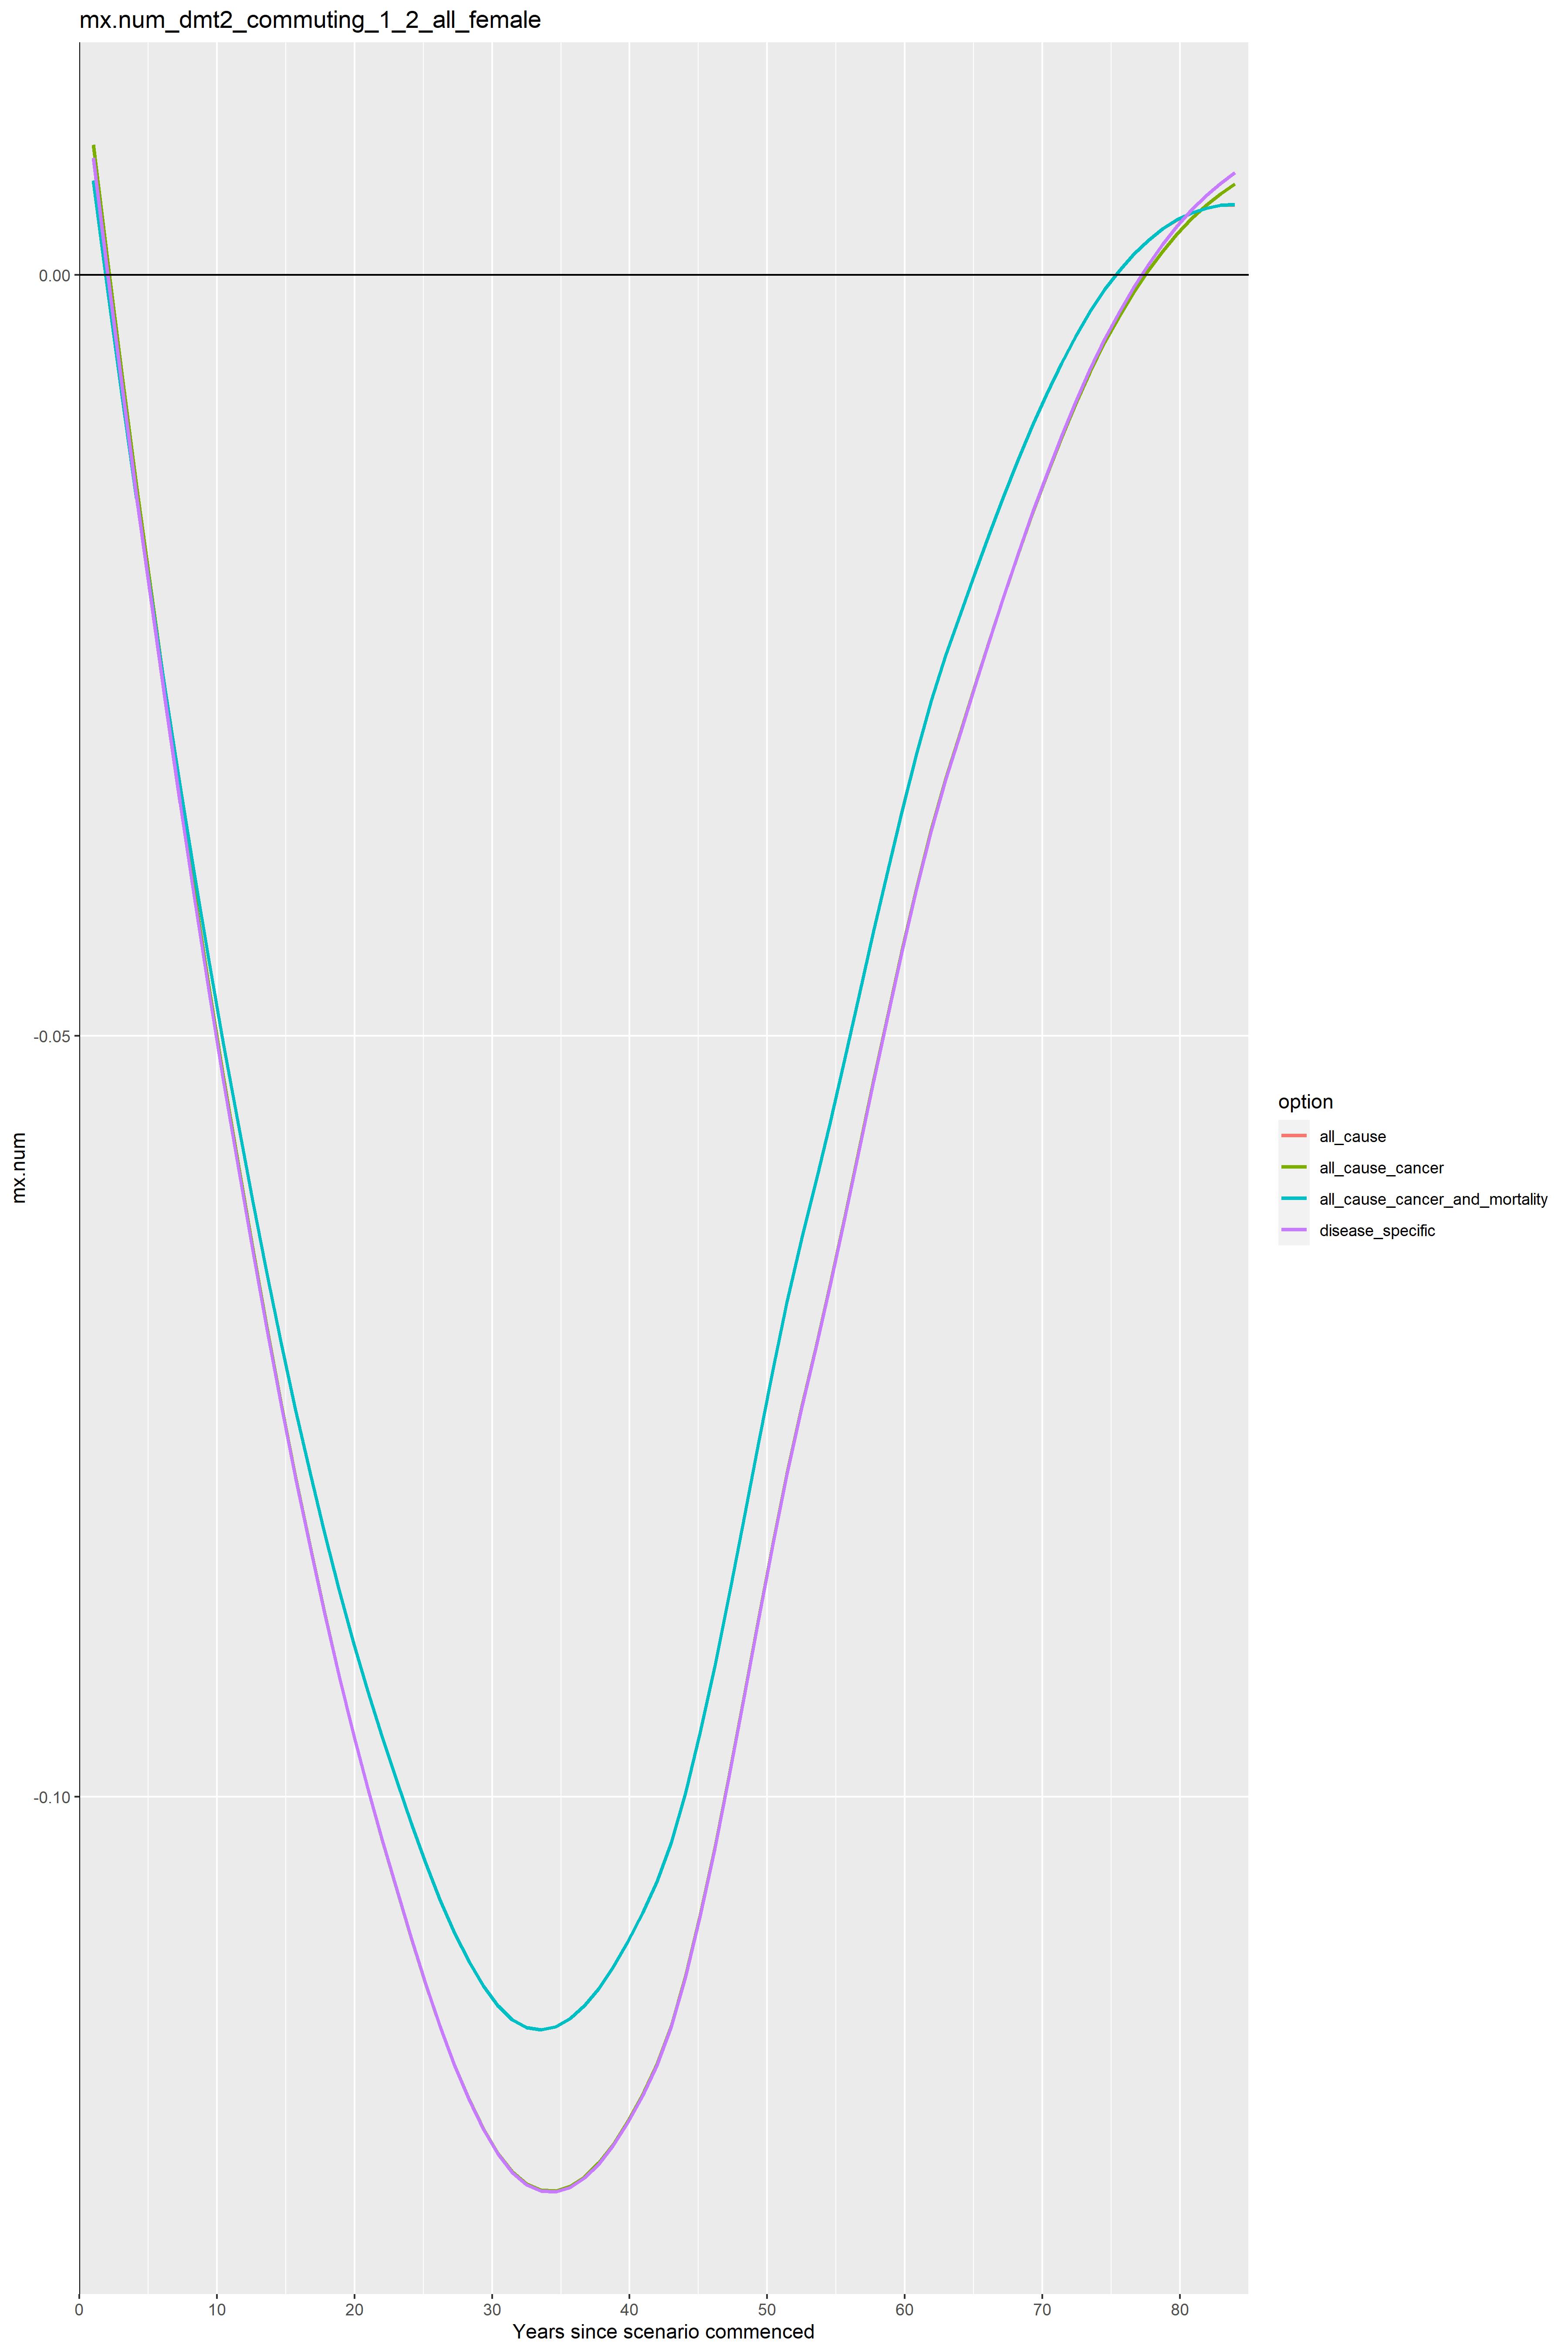 mx.num_dmt2_commuting_1_2_all_female
0.00
-0.05
-0.10
mx.num
0 10 20 30 40 50 60 70 80
Years since scenario commenced
option
all_cause
all_cause_cancer
all_cause_cancer_and_mortality
disease_specific